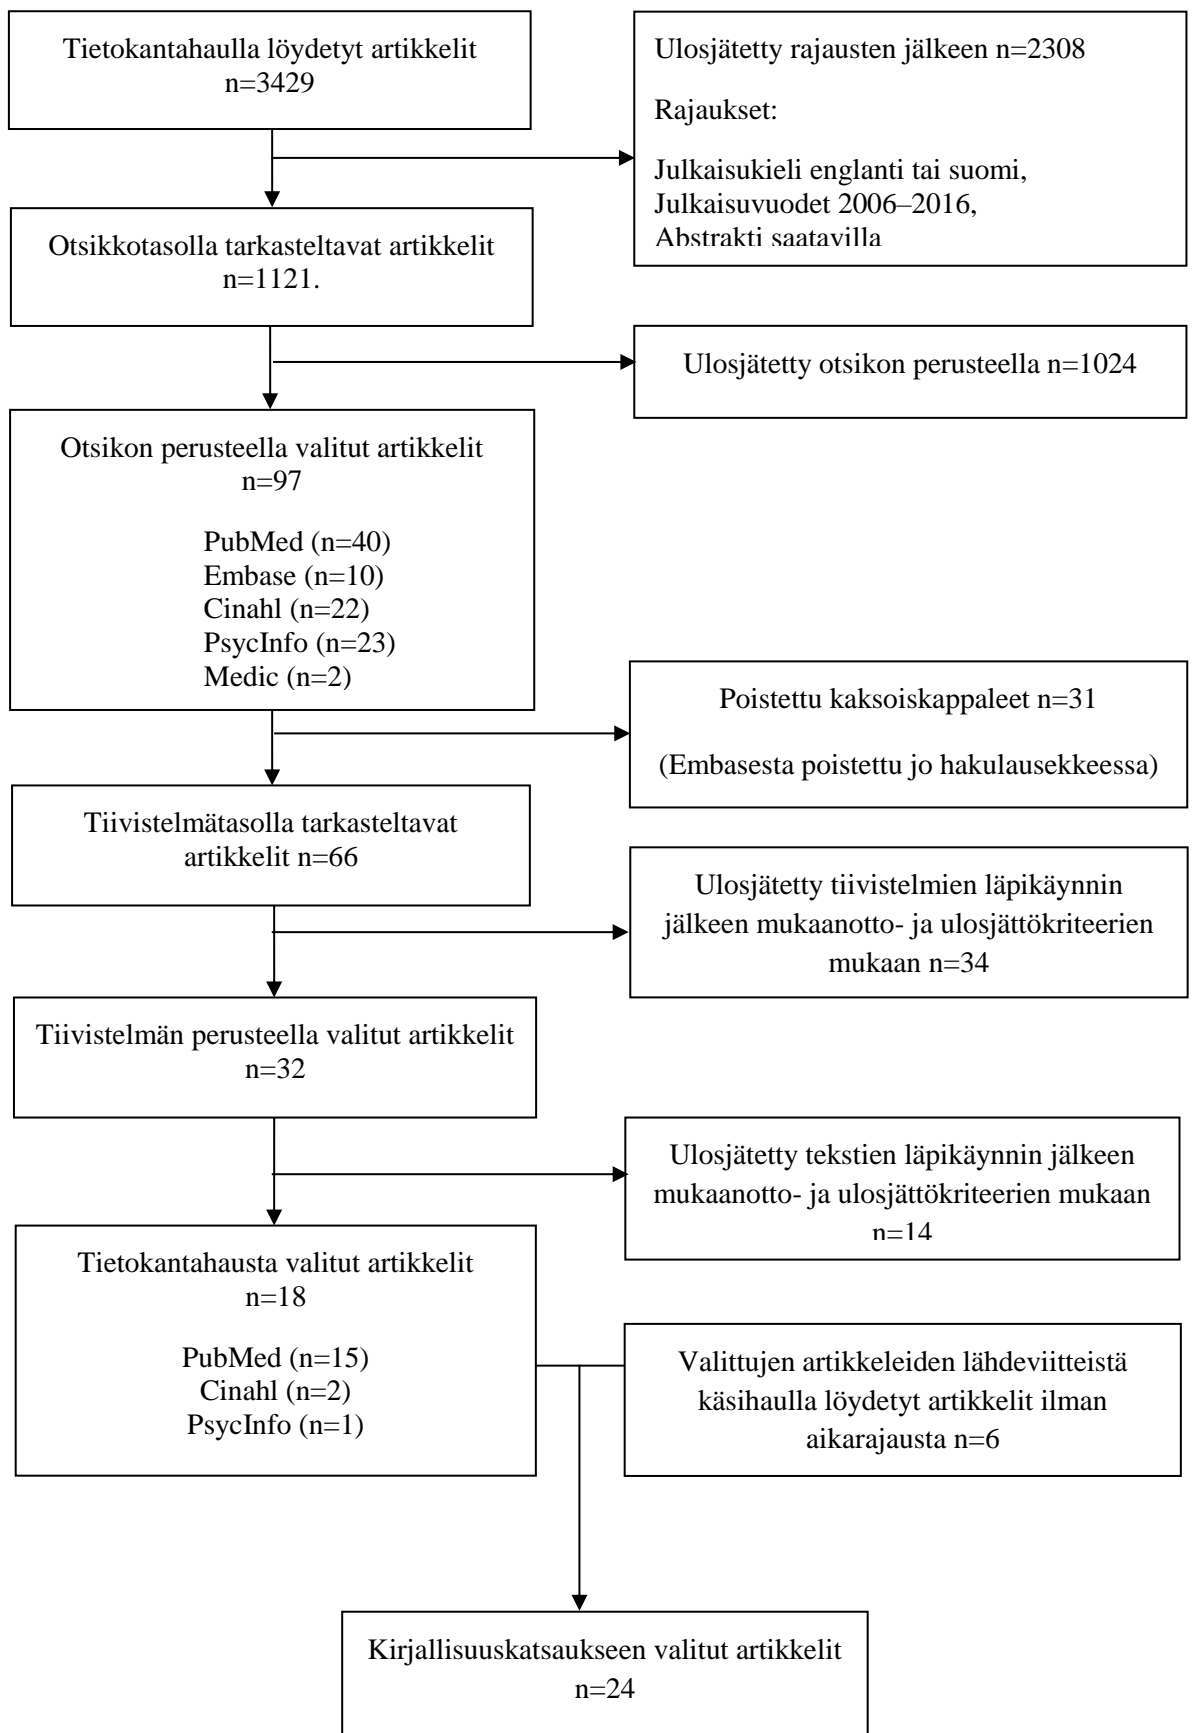 Tietokantahaulla löydetyt artikkelit
n=3429
Ulosjätetty rajausten jälkeen n=2308
Rajaukset:
Julkaisukieli englanti tai suomi,
Julkaisuvuodet 2006–2016,
Abstrakti saatavilla
Otsikkotasolla tarkasteltavat artikkelit
n=1121.
Ulosjätetty otsikon perusteella n=1024
Otsikon perusteella valitut artikkelit
n=97
PubMed (n=40)
Embase (n=10)
Cinahl (n=22)
PsycInfo (n=23)
Medic (n=2)
Poistettu kaksoiskappaleet n=31
(Embasesta poistettu jo hakulausekkeessa)
Tiivistelmätasolla tarkasteltavat
artikkelit n=66
Ulosjätetty tiivistelmien läpikäynnin
jälkeen mukaanotto- ja ulosjättökriteerien
mukaan n=34
Tiivistelmän perusteella valitut artikkelit
n=32
Ulosjätetty tekstien läpikäynnin jälkeen
mukaanotto- ja ulosjättökriteerien mukaan
n=14
Tietokantahausta valitut artikkelit
n=18
PubMed (n=15)
Cinahl (n=2)
PsycInfo (n=1)
Valittujen artikkeleiden lähdeviitteistä
käsihaulla löydetyt artikkelit ilman
aikarajausta n=6
Kirjallisuuskatsaukseen valitut artikkelit
n=24